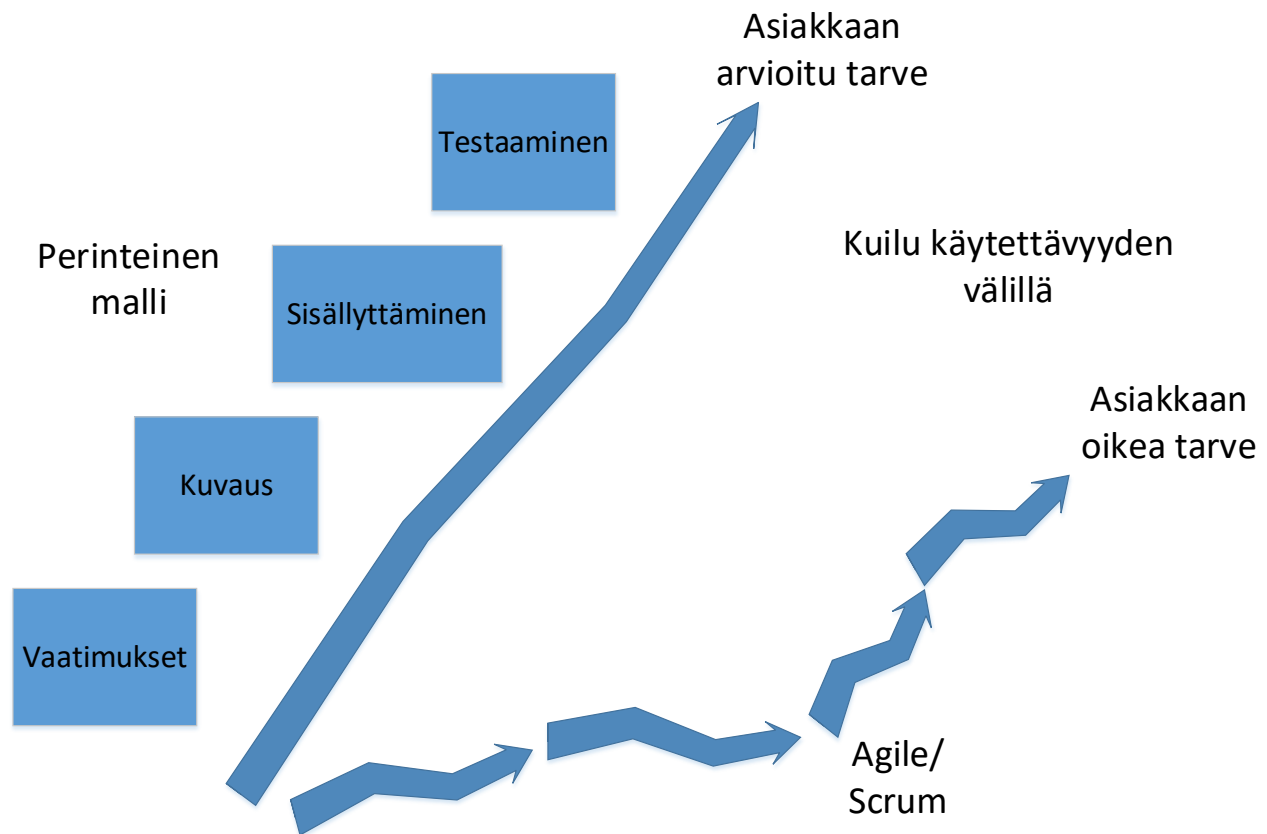 Asiakkaan
arvioitu tarve
Testaaminen
Perinteinen
malli
Kuilu käytettävyyden
välillä
Sisällyttäminen
Asiakkaan
oikea tarve
Kuvaus
Vaatimukset
Agile/
Scrum